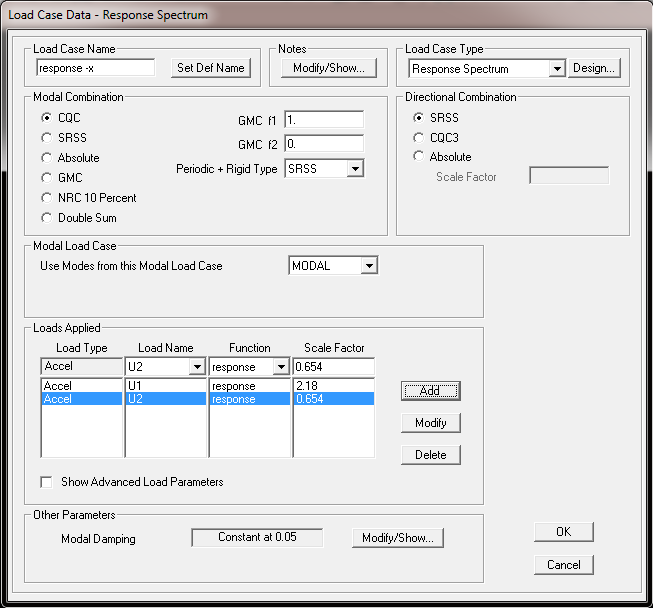 Load Case Data - Response Spectrum
Load Case Name
response -x
Set Def Name
Notes
Modify/Show...
Load Case Type
Response Spectrum
Design...
Modal Combination
CQC
SRSS
Absolute
GMC
NRC 10 Percent
Double Sum
GMC f1
1.
GMC f2
0.
Periodic + Rigid Type
SRSS
Directional Combination
SRSS
CQC3
Absolute
Scale Factor
Modal Load Case
Use Modes from this Modal Load Case
MODAL
Loads Applied
Load Type Load Name Function Scale Factor
Accel U2 response 0.654
Accel U1 response 2.18
Accel U2 response 0.654
Add
Modify
Delete
Show Advanced Load Parameters
Other Parameters
Modal Damping
Constant at 0.05
Modify/Show...
OK
Cancel